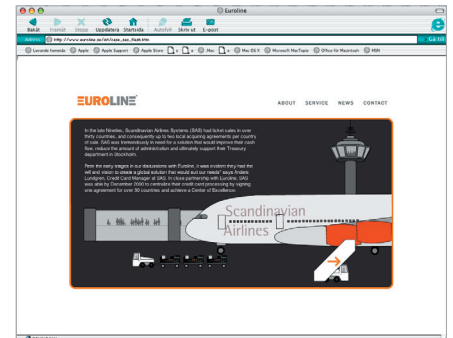 Euroline
Bakåt Framåt Stopp Uppdatera Startsida Autofyll Skriv ut E-post
Adress: http://www.euroline.se/
Gå till
Levande hemsida Apple Apple Support Apple Store .Mac Mac OS X Microsoft MacTopia Office för Macintosh MSN
EUROLINE
ABOUT SERVICE NEWS CONTACT
In the late Nineties, Scandinavian Airlines Systems (SAS) had ticket sales in over
thirty countries, and consequently up to two local acquiring agreements per country
of sale. SAS was tremendously in need for a solution that would improve their cash
flow, reduce the amount of administration and ultimately support their Treasury
department in Stockholm.
"From the early stages in our discussions with Euroline, it was evident they had the
will and vision to create a global solution that would suit our needs" says Anders
Lundgren, Credit Card Manager at SAS. In close partnership with Euroline, SAS
was able by December 2000 to centralize their credit card processing by signing
one agreement for over 30 countries and achieve a Center of Excellence.
Scandinavian
Airlines